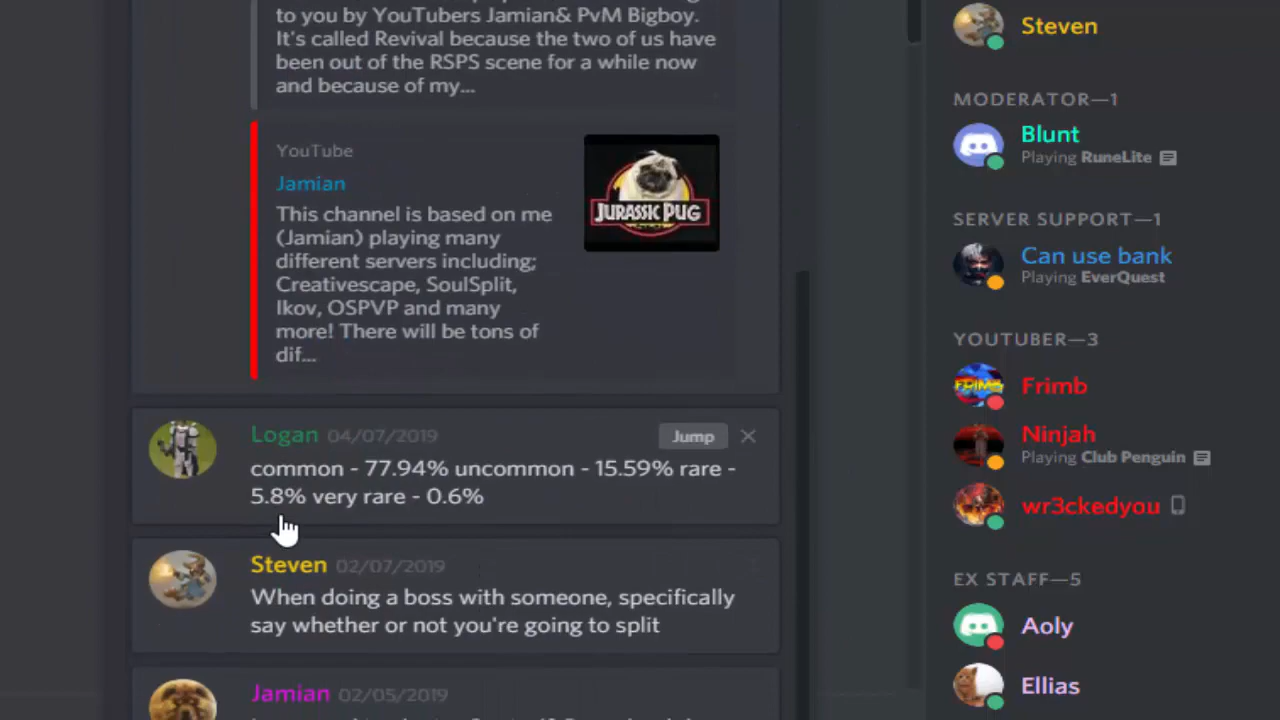 to you by YouTubers Jamian& PvM Bigboy.
It's called Revival because the two of us have
been out of the RSPS scene for a while now
and because of my...
YouTube
Jamian
This channel is based on me
(Jamian) playing many
different servers including;
Creativescape, SoulSplit,
Ikov, OSPVP and many
more! There will be tons of
dif...
JURASSIC PUG
Logan 04/07/2019
Jump
common - 77.94% uncommon - 15.59% rare -
5.8% very rare - 0.6%
Steven 02/07/2019
When doing a boss with someone, specifically
say whether or not you're going to split
Jamian 02/05/2019
Steven
MODERATOR—1
Blunt
Playing RuneLite
SERVER SUPPORT—1
Can use bank
Playing EverQuest
YOUTUBER—3
FRIMB
Frimb
Ninjah
Playing Club Penguin
wr3ckedyou
EX STAFF—5
Aoly
Ellias